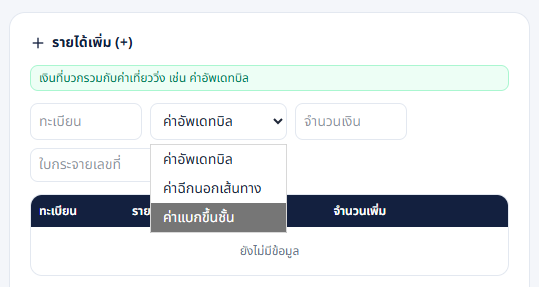 + รายได้เพิ่ม (+)
เงินที่บวกรวมกับค่าเที่ยววิ่ง เช่น ค่าอัพเดทบิล
ทะเบียน ค่าอัพเดทบิล จำนวนเงิน
ใบกระจายเลขที่
ค่าอัพเดทบิล
ค่าฉีกนอกเส้นทาง
ค่าแบกขึ้นชั้น
ทะเบียน ราย จำนวนเพิ่ม
ยังไม่มีข้อมูล